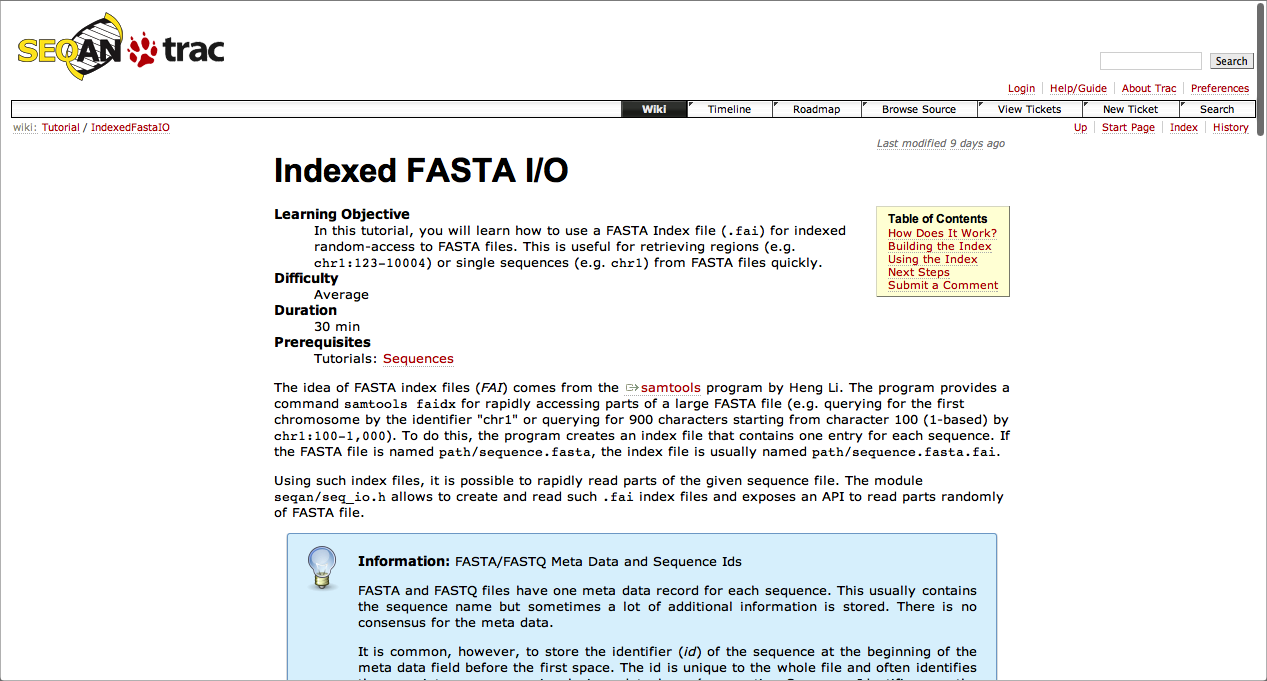 SEQAN trac
Search
Login Help/Guide About Trac Preferences
Wiki Timeline Roadmap Browse Source View Tickets New Ticket Search
wiki: Tutorial / IndexedFastaIO
Up Start Page Index History
Last modified 9 days ago
Indexed FASTA I/O
Learning Objective
In this tutorial, you will learn how to use a FASTA Index file (.fai) for indexed
random-access to FASTA files. This is useful for retrieving regions (e.g.
chr1:123-10004) or single sequences (e.g. chr1) from FASTA files quickly.
Difficulty
Average
Duration
30 min
Prerequisites
Tutorials: Sequences
Table of Contents
How Does It Work?
Building the Index
Using the Index
Next Steps
Submit a Comment
The idea of FASTA index files (FAI) comes from the samtools program by Heng Li. The program provides a
command samtools faidx for rapidly accessing parts of a large FASTA file (e.g. querying for the first
chromosome by the identifier "chr1" or querying for 900 characters starting from character 100 (1-based) by
chr1:100-1,000). To do this, the program creates an index file that contains one entry for each sequence. If
the FASTA file is named path/sequence.fasta, the index file is usually named path/sequence.fasta.fai.
Using such index files, it is possible to rapidly read parts of the given sequence file. The module
seqan/seq_io.h allows to create and read such .fai index files and exposes an API to read parts randomly
of FASTA file.
Information: FASTA/FASTQ Meta Data and Sequence Ids
FASTA and FASTQ files have one meta data record for each sequence. This usually contains
the sequence name but sometimes a lot of additional information is stored. There is no
consensus for the meta data.
It is common, however, to store the identifier (id) of the sequence at the beginning of the
meta data field before the first space. The id is unique to the whole file and often identifies